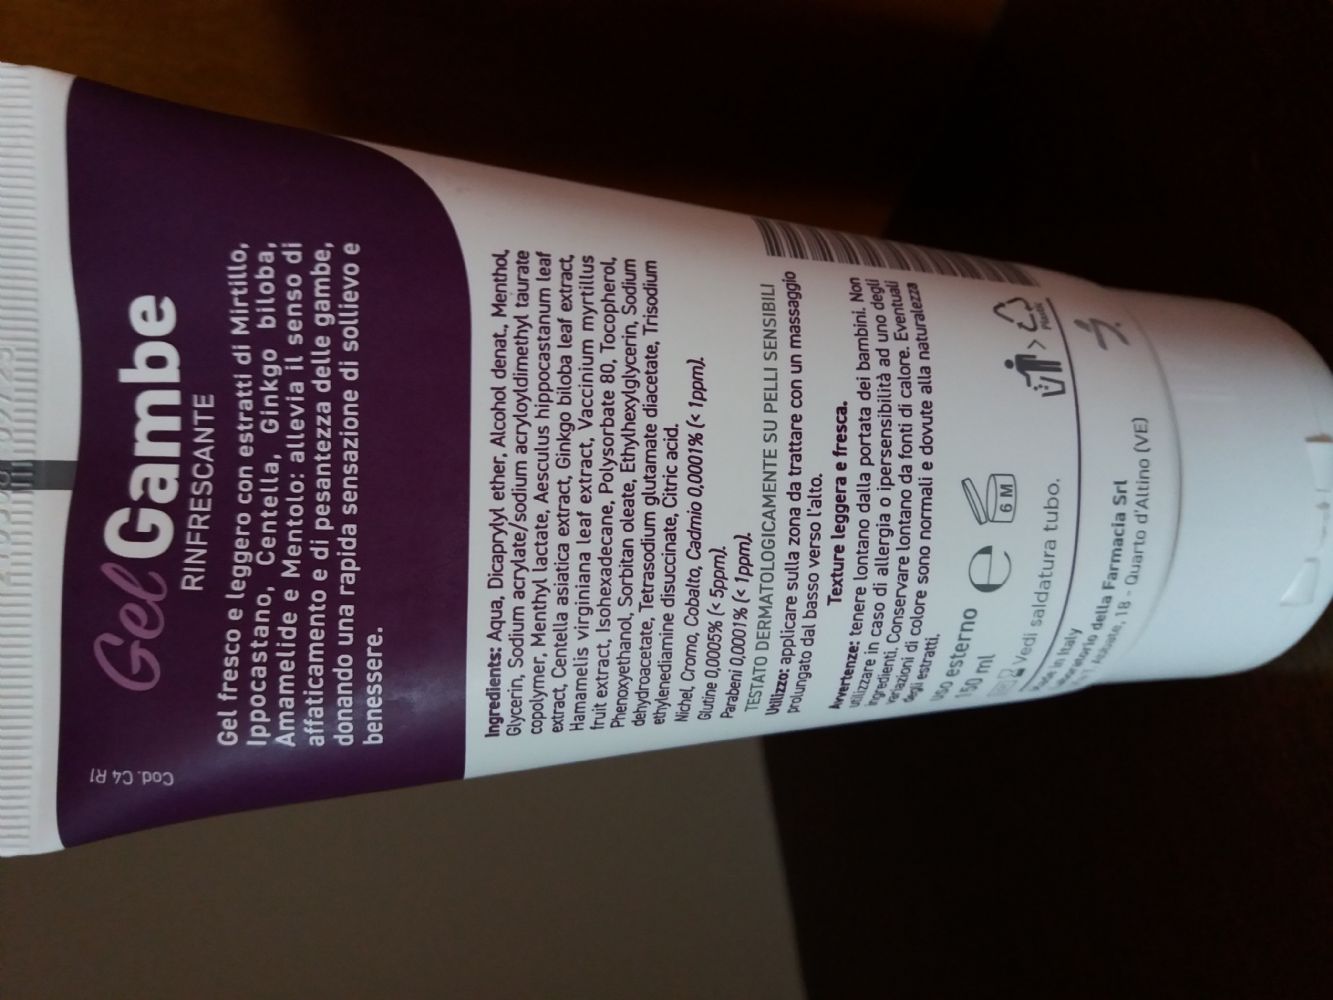 Gel Gambe
RINFRESCANTE
Gel fresco e leggero con estratti di Mirtillo,
Ippocastano, Centella, Ginkgo biloba,
Amamelide e Mentolo: allevia il senso di
affaticamento e di pesantezza delle gambe,
donando una rapida sensazione di sollievo e
benessere.
Cod. C4 R1
Ingredients: Aqua, Dicaprylyl ether, Alcohol denat., Menthol,
Glycerin, Sodium acrylate/sodium acryloyldimethyl taurate
copolymer, Menthyl lactate, Aesculus hippocastanum leaf
extract, Centella asiatica extract, Ginkgo biloba leaf extract,
Hamamelis virginiana leaf extract, Vaccinium myrtillus
fruit extract, Isohexadecane, Polysorbate 80, Tocopherol,
Phenoxyethanol, Sorbitan oleate, Ethylhexylglycerin, Sodium
dehydroacetate, Tetrasodium glutamate diacetate, Trisodium
ethylenediamine disuccinate, Citric acid.
Nichel, Cromo, Cobalto, Cadmio 0,0001% (< 1ppm).
Glutine 0,0005% (< 5ppm).
Parabeni 0,0001% (< 1ppm).
TESTATO DERMATOLOGICAMENTE SU PELLI SENSIBILI
Utilizzo: applicare sulla zona da trattare con un massaggio
prolungato dal basso verso l'alto.
Texture leggera e fresca.
Avvertenze: tenere lontano dalla portata dei bambini. Non
utilizzare in caso di allergia o ipersensibilità ad uno degli
ingredienti. Conservare lontano da fonti di calore. Eventuali
variazioni di colore sono normali e dovute alla naturalezza
degli estratti.
Uso esterno
150 ml e 6 M
Vedi saldatura tubo.
Plastic
Made in Italy
Laboratorio della Farmacia Srl
18 - Quarto d'Altino (VE)